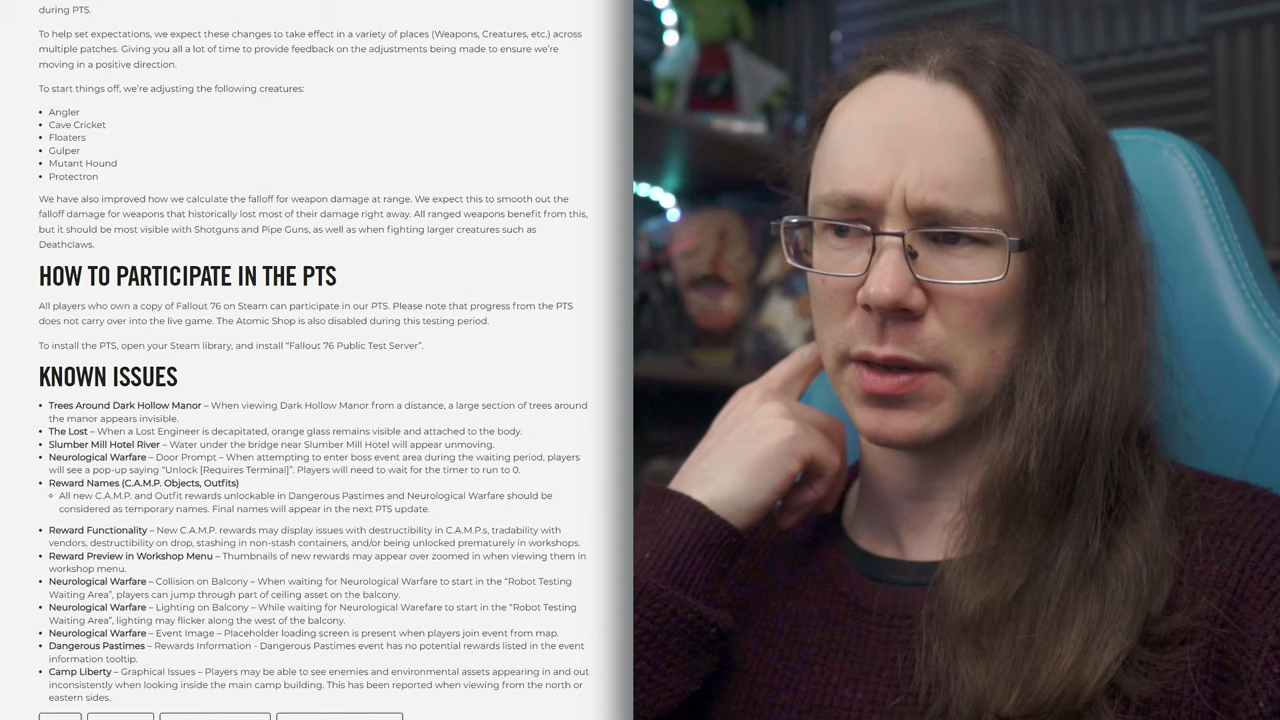 during PTS.
To help set expectations, we expect these changes to take effect in a variety of places (Weapons, Creatures, etc.) across
multiple patches. Giving you all a lot of time to provide feedback on the adjustments being made to ensure we're
moving in a positive direction.
To start things off, we're adjusting the following creatures:
• Angler
• Cave Cricket
• Floaters
• Gulper
• Mutant Hound
• Protectron
We have also improved how we calculate the falloff for weapon damage at range. We expect this to smooth out the
falloff damage for weapons that historically lost most of their damage right away. All ranged weapons benefit from this,
but it should be most visible with Shotguns and Pipe Guns, as well as when fighting larger creatures such as
Deathclaws.
HOW TO PARTICIPATE IN THE PTS
All players who own a copy of Fallout 76 on Steam can participate in our PTS. Please note that progress from the PTS
does not carry over into the live game. The Atomic Shop is also disabled during this testing period.
To install the PTS, open your Steam library, and install “Fallout 76 Public Test Server”.
KNOWN ISSUES
• Trees Around Dark Hollow Manor – When viewing Dark Hollow Manor from a distance, a large section of trees around
the manor appears invisible.
• The Lost – When a Lost Engineer is decapitated, orange glass remains visible and attached to the body.
• Slumber Mill Hotel River – Water under the bridge near Slumber Mill Hotel will appear unmoving.
• Neurological Warfare – Door Prompt – When attempting to enter boss event area during the waiting period, players
will see a pop-up saying “Unlock [Requires Terminal]”. Players will need to wait for the timer to run to 0.
• Reward Names (C.A.M.P. Objects, Outfits)
◦ All new C.A.M.P. and Outfit rewards unlockable in Dangerous Pastimes and Neurological Warfare should be
considered as temporary names. Final names will appear in the next PTS update.
• Reward Functionality – New C.A.M.P. rewards may display issues with destructibility in C.A.M.P.s, tradability with
vendors, destructibility on drop, stashing in non-stash containers, and/or being unlocked prematurely in workshops.
• Reward Preview in Workshop Menu – Thumbnails of new rewards may appear over zoomed in when viewing them in
workshop menu.
• Neurological Warfare – Collision on Balcony – When waiting for Neurological Warfare to start in the “Robot Testing
Waiting Area”, players can jump through part of ceiling asset on the balcony.
• Neurological Warfare – Lighting on Balcony – While waiting for Neurological Warefare to start in the “Robot Testing
Waiting Area”, lighting may flicker along the west of the balcony.
• Neurological Warfare – Event Image – Placeholder loading screen is present when players join event from map.
• Dangerous Pastimes – Rewards Information - Dangerous Pastimes event has no potential rewards listed in the event
information tooltip.
• Camp Liberty – Graphical Issues – Players may be able to see enemies and environmental assets appearing in and out
inconsistently when looking inside the main camp building. This has been reported when viewing from the north or
eastern sides.